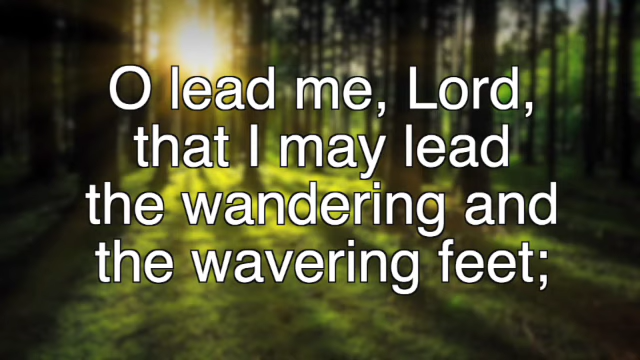 O lead me, Lord,
that I may lead
the wandering and
the wavering feet;